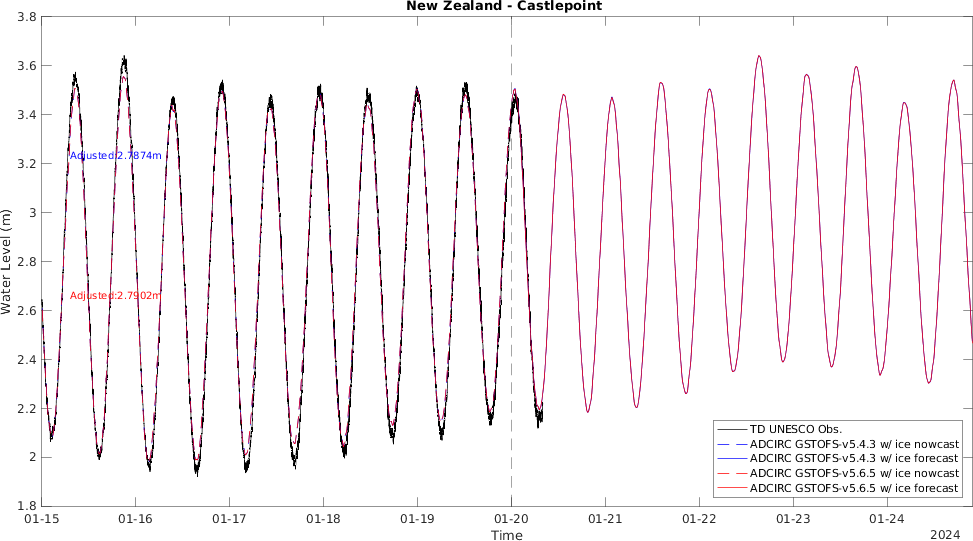 New Zealand - Castlepoint
3.8
3.6
3.4
3.2
3
2.8
2.6
2.4
2.2
2
1.8
Water Level (m)
Adjusted:2.7874m
Adjusted:2.7902m
TD UNESCO Obs.
ADCIRC GSTOFS-v5.4.3 w/ ice nowcast
ADCIRC GSTOFS-v5.4.3 w/ ice forecast
ADCIRC GSTOFS-v5.6.5 w/ ice nowcast
ADCIRC GSTOFS-v5.6.5 w/ ice forecast
01-15 01-16 01-17 01-18 01-19 01-20 01-21 01-22 01-23 01-24
Time
2024